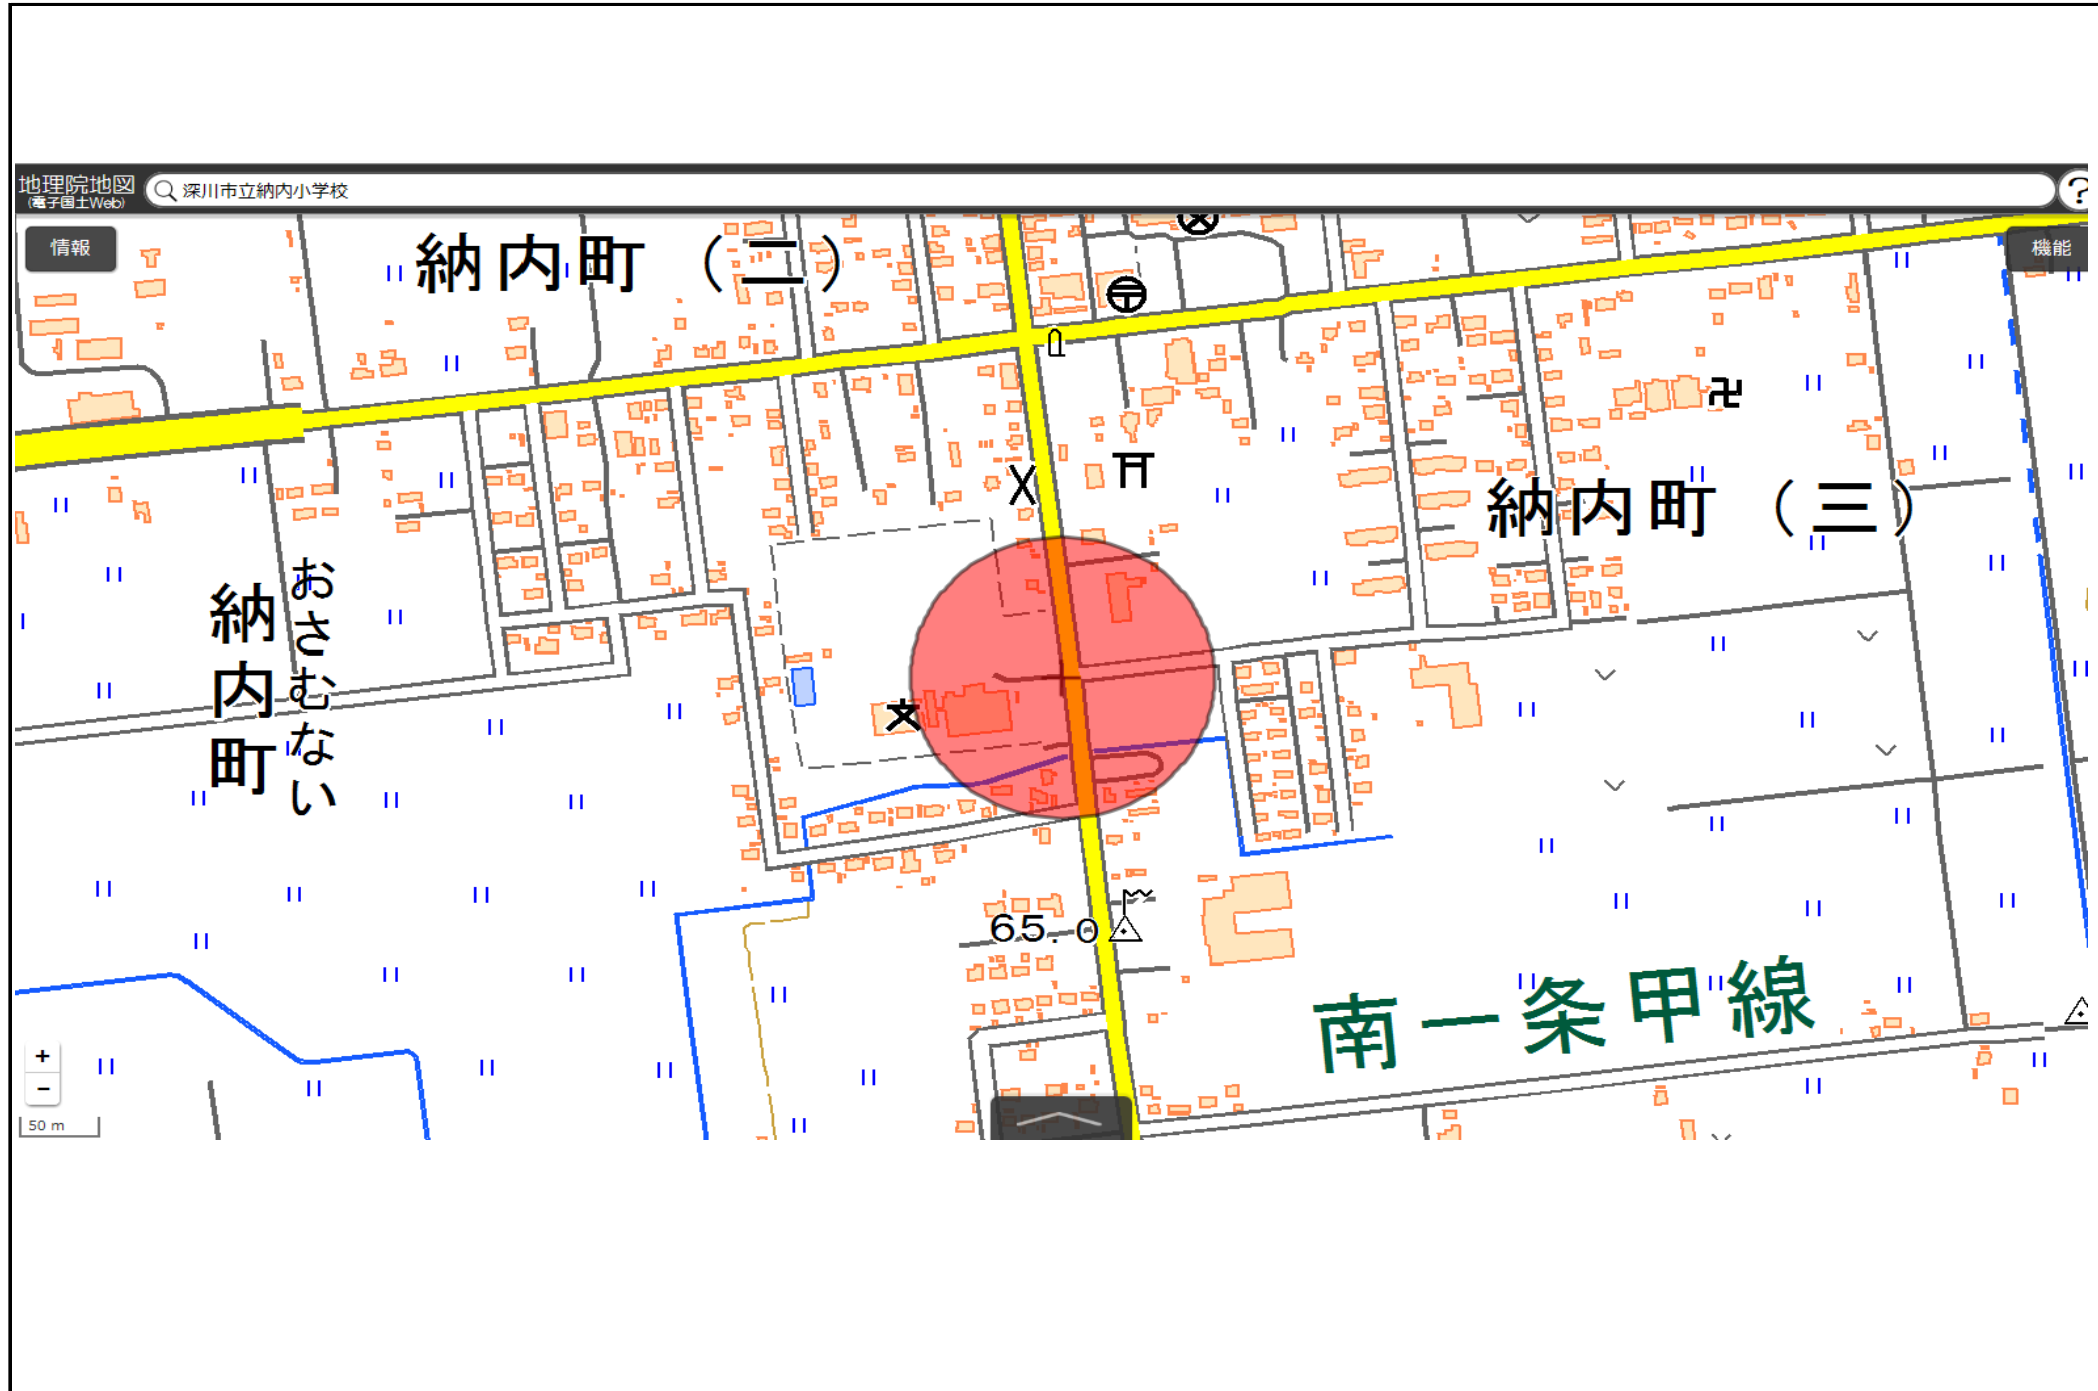 地理院地図
(電子国土Web)
深川市立納内小学校
?
情報
機能
納内町(二)
納内町(三)
納内町
おさむない
65.0
南一条甲線
+
−
50 m